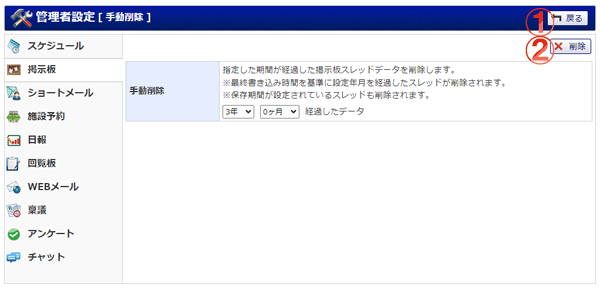 管理者設定 [ 手動削除 ]
① 戻る
② 削除
スケジュール
掲示板
ショートメール
施設予約
日報
回覧板
WEBメール
稟議
アンケート
チャット
手動削除
指定した期間が経過した掲示板スレッドデータを削除します。
※最終書き込み時間を基準に設定年月を経過したスレッドが削除されます。
※保存期間が設定されているスレッドも削除されます。
3年 0ヶ月 経過したデータ